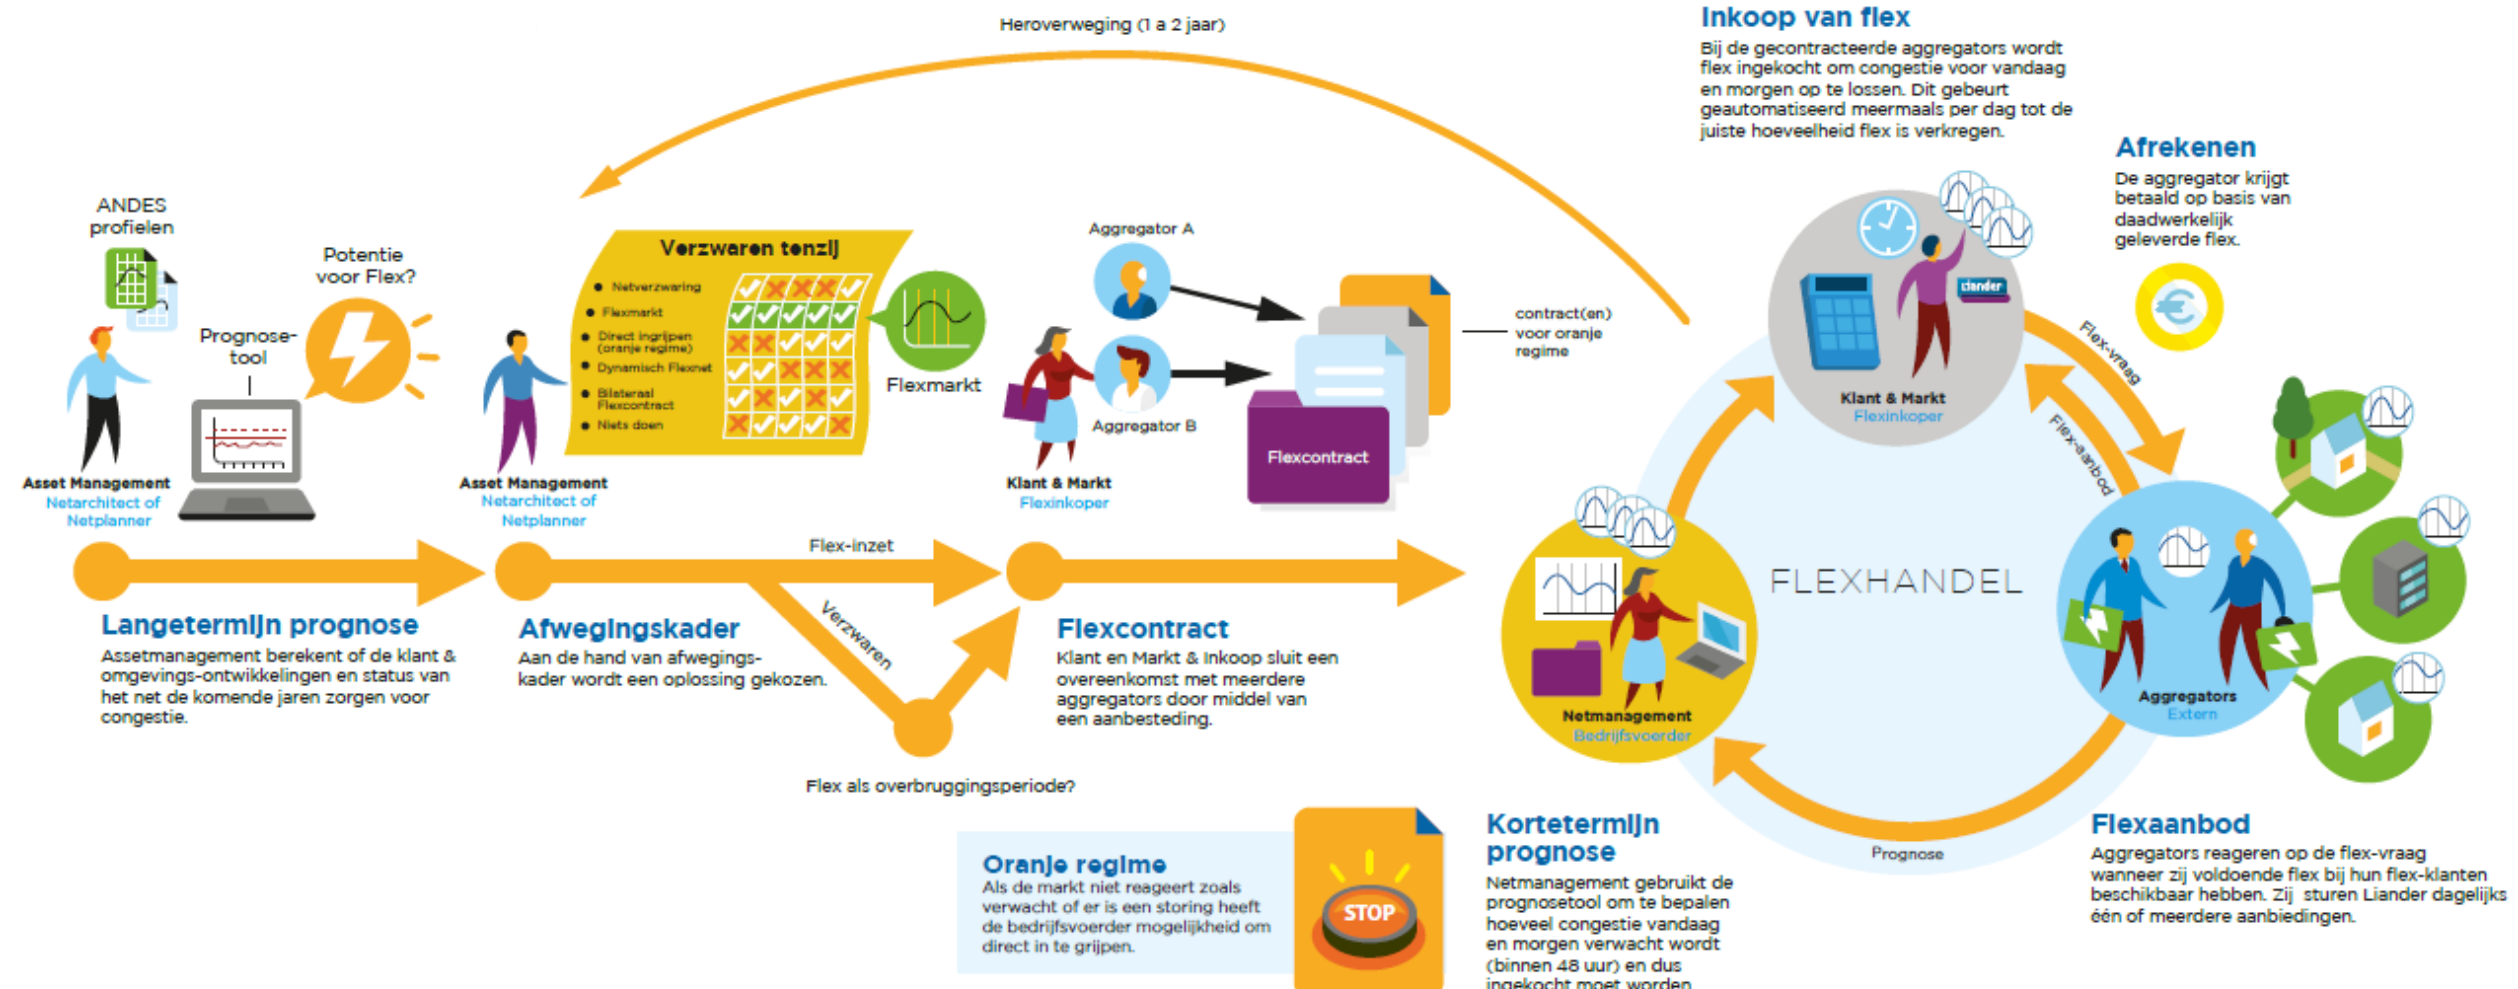 Heroverweging (1 a 2 jaar)
Inkoop van flex
Bij de gecontracteerde aggregators wordt
flex ingekocht om congestie voor vandaag
en morgen op te lossen. Dit gebeurt
geautomatiseerd meermaals per dag tot de
juiste hoeveelheid flex is verkregen.
Afrekenen
De aggregator krijgt
betaald op basis van
daadwerkelijk
geleverde flex.
ANDES
profielen
Potentie
voor Flex?
Prognose-
tool
Asset Management
Netarchitect of
Netplanner
Verzwaren tenzij
Netverzwaring
Flexmarkt
Direct ingrijpen
(oranje regime)
Dynamisch Flexnet
Bilateraal
Flexcontract
Niets doen
Flexmarkt
Asset Management
Netarchitect of
Netplanner
Aggregator A
Aggregator B
Klant & Markt
Flexinkoper
Flexcontract
contract(en)
voor oranje
regime
Liander
Klant & Markt
Flexinkoper
Flex-vraag
Flex-aanbod
FLEXHANDEL
Netmanagement
Bedrijfsvoerder
Aggregators
Extern
Prognose
Flex-inzet
Verzwaren
Langetermijn prognose
Assetmanagement berekent of de klant &
omgevings-ontwikkelingen en status van
het net de komende jaren zorgen voor
congestie.
Afwegingskader
Aan de hand van afwegings-
kader wordt een oplossing gekozen.
Flexcontract
Klant en Markt & Inkoop sluit een
overeenkomst met meerdere
aggregators door middel van
een aanbesteding.
Flex als overbruggingsperiode?
Oranje regime
Als de markt niet reageert zoals
verwacht of er is een storing heeft
de bedrijfsvoerder mogelijkheid om
direct in te grijpen.
STOP
Kortetermijn
prognose
Netmanagement gebruikt de
prognosetool om te bepalen
hoeveel congestie vandaag
en morgen verwacht wordt
(binnen 48 uur) en dus
ingekocht moet worden
Flexaanbod
Aggregators reageren op de flex-vraag
wanneer zij voldoende flex bij hun flex-klanten
beschikbaar hebben. Zij sturen Liander dagelijks
één of meerdere aanbiedingen.